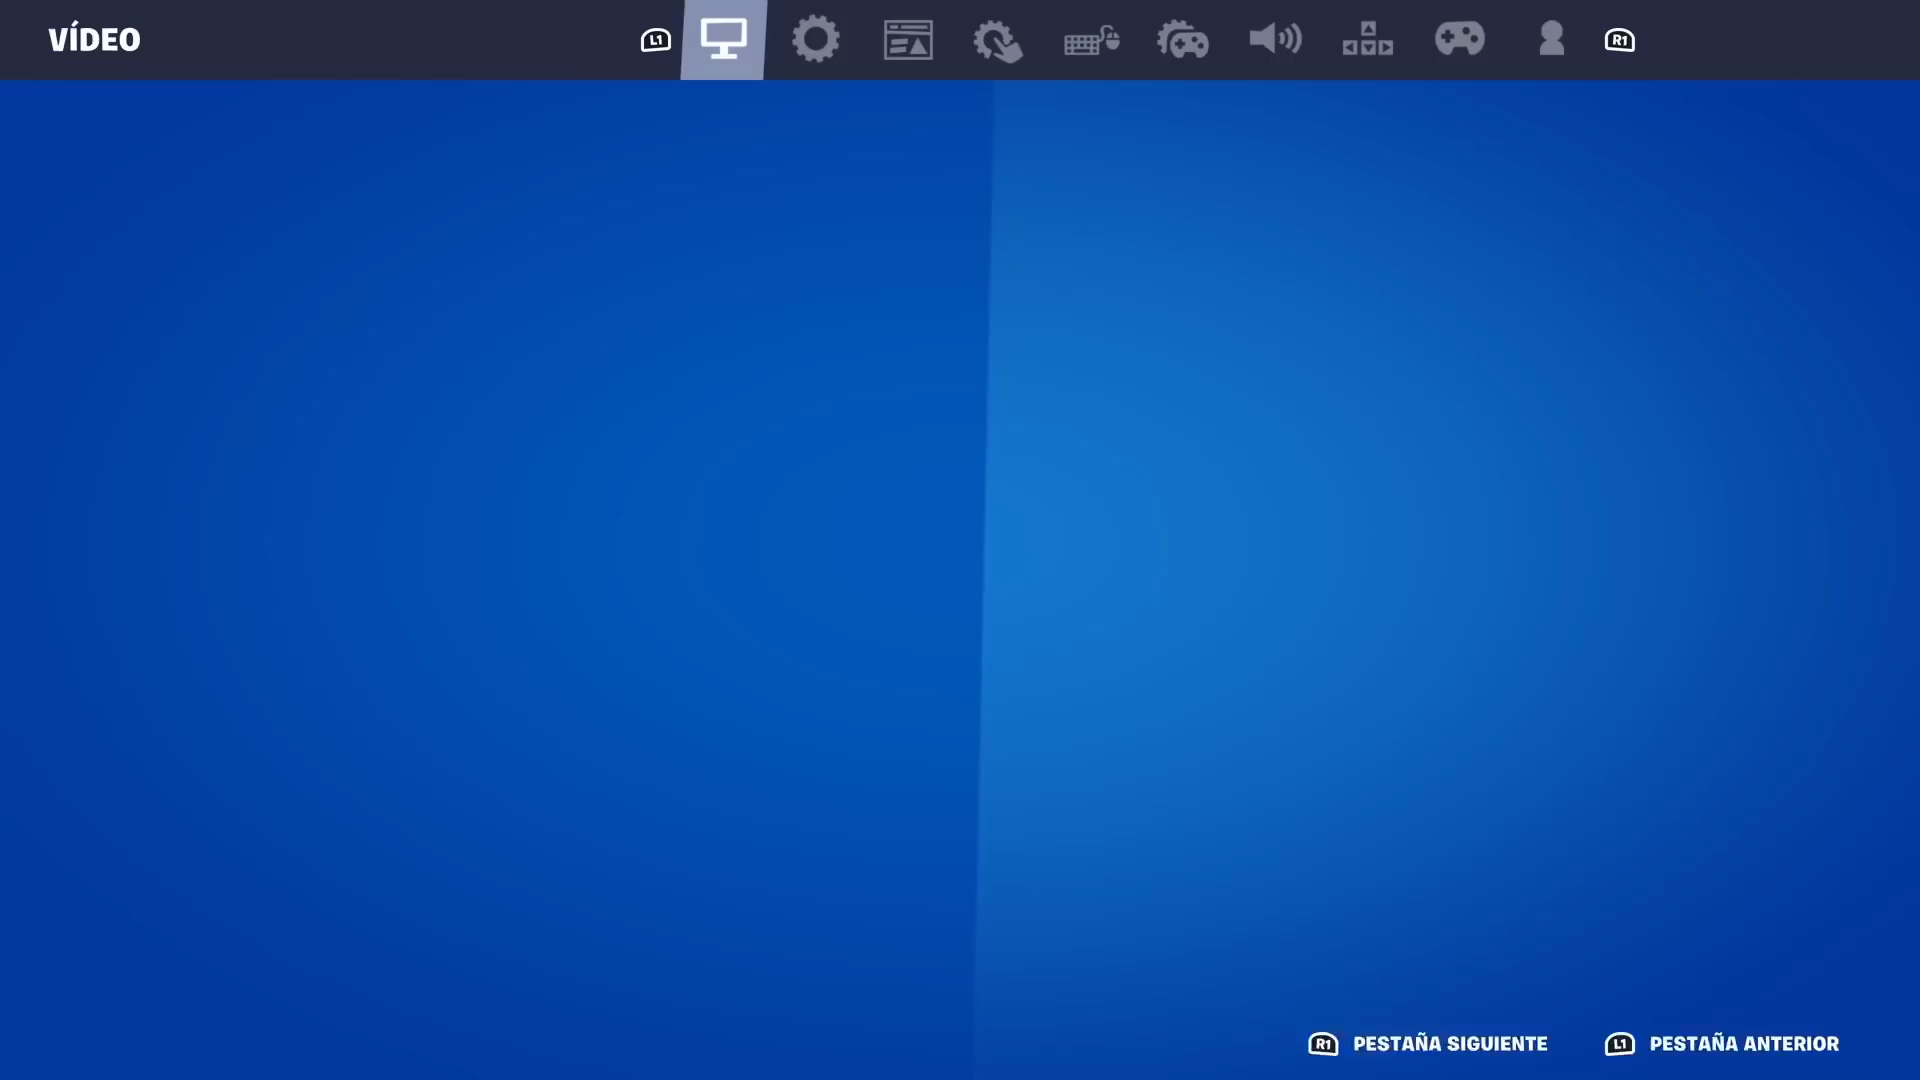 VÍDEO
L1
R1
R1 PESTAÑA SIGUIENTE
L1 PESTAÑA ANTERIOR